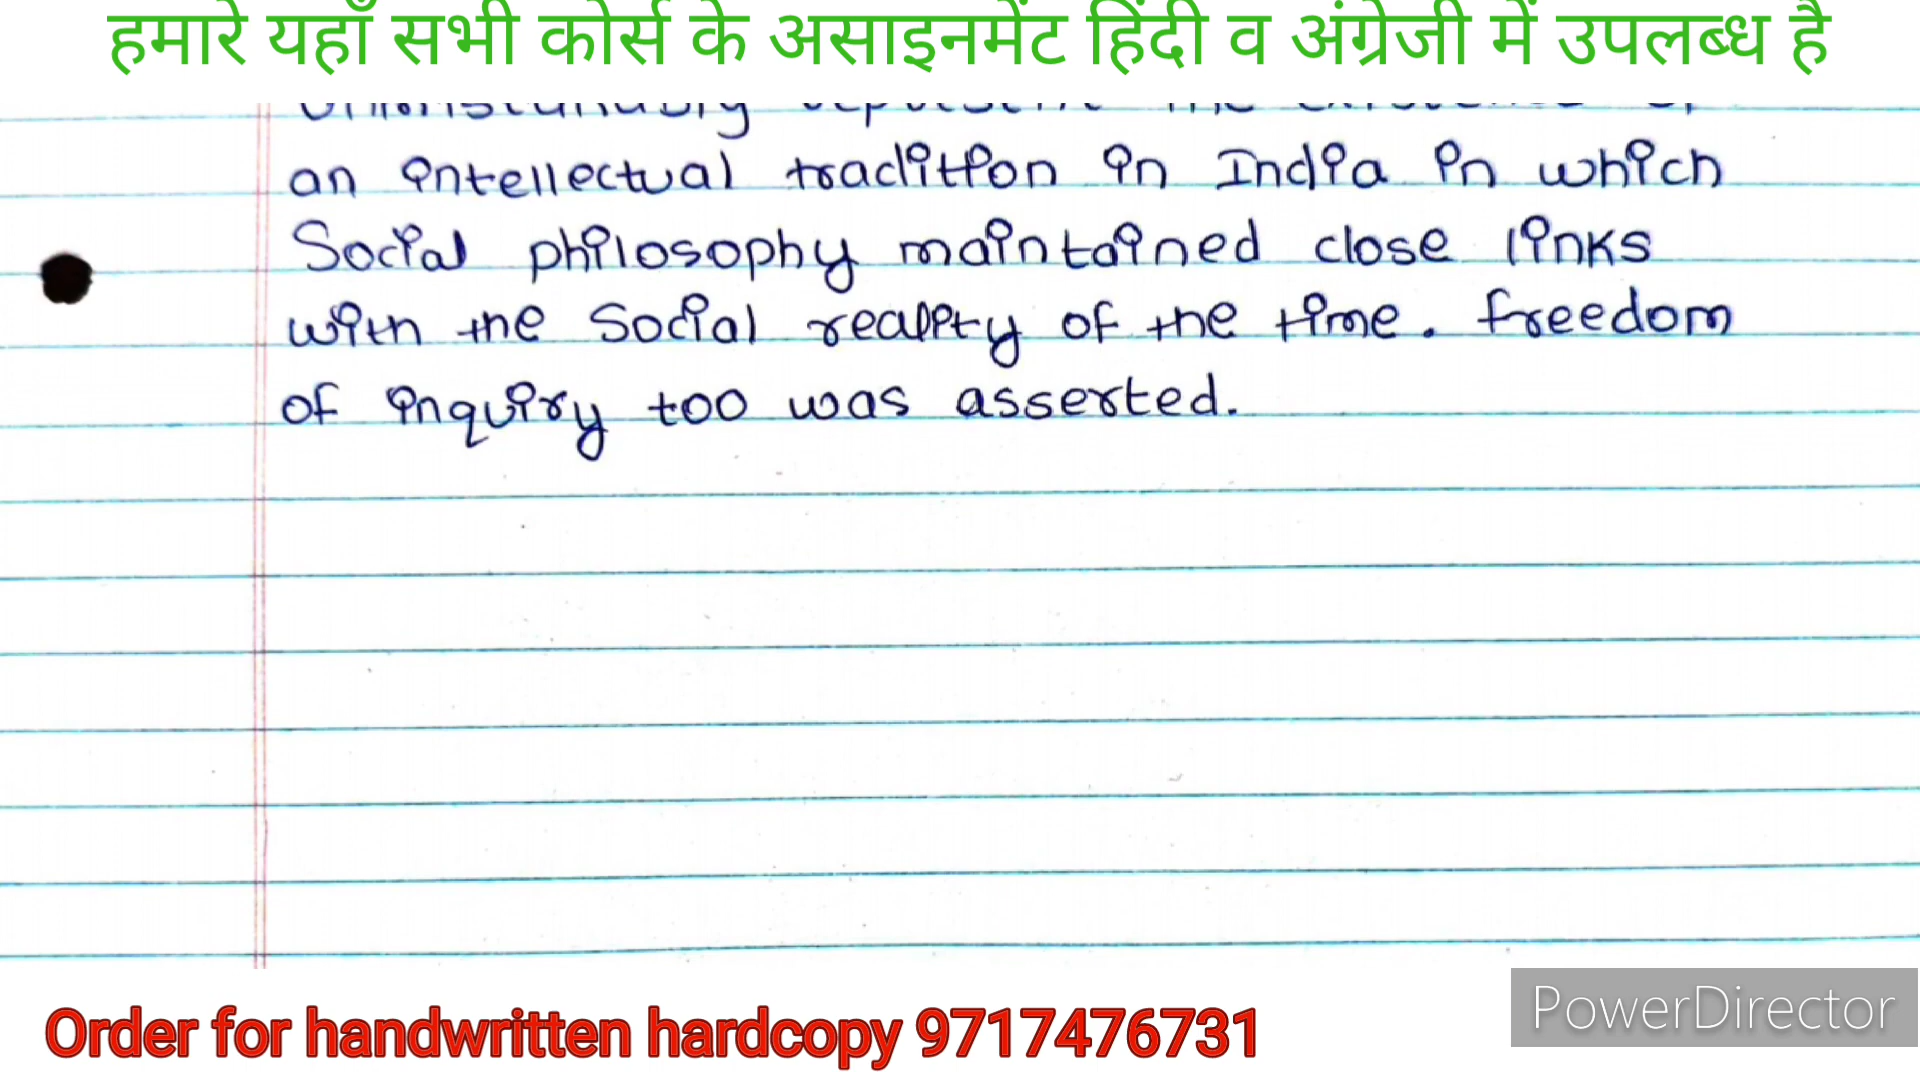 हमारे यहाँ सभी कोर्स के असाइनमेंट हिंदी व अंग्रेजी में उपलब्ध है
an intellectual tradition in India in which
Social philosophy maintained close links
with the Social reality of the time. freedom
of inquiry too was asserted.
Order for handwritten hardcopy 9717476731
PowerDirector